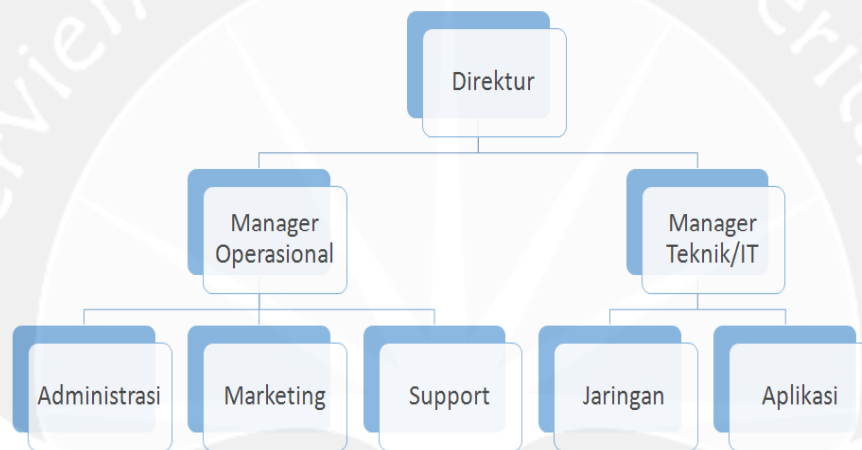 Direktur
Manager
Operasional
Manager
Teknik/IT
Administrasi
Marketing
Support
Jaringan
Aplikasi